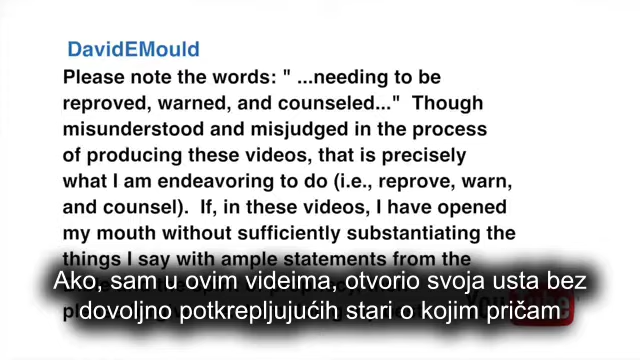 DavidEMould
Please note the words: " ...needing to be
reproved, warned, and counseled..." Though
misunderstood and misjudged in the process
of producing these videos, that is precisely
what I am endeavoring to do (i.e., reprove, warn,
and counsel). If, in these videos, I have opened
my mouth without sufficiently substantiating the
things I say with ample statements from the
Ako, sam u ovim videima, otvorio svoja usta bez
dovoljno potkrepljujućih stari o kojim pričam